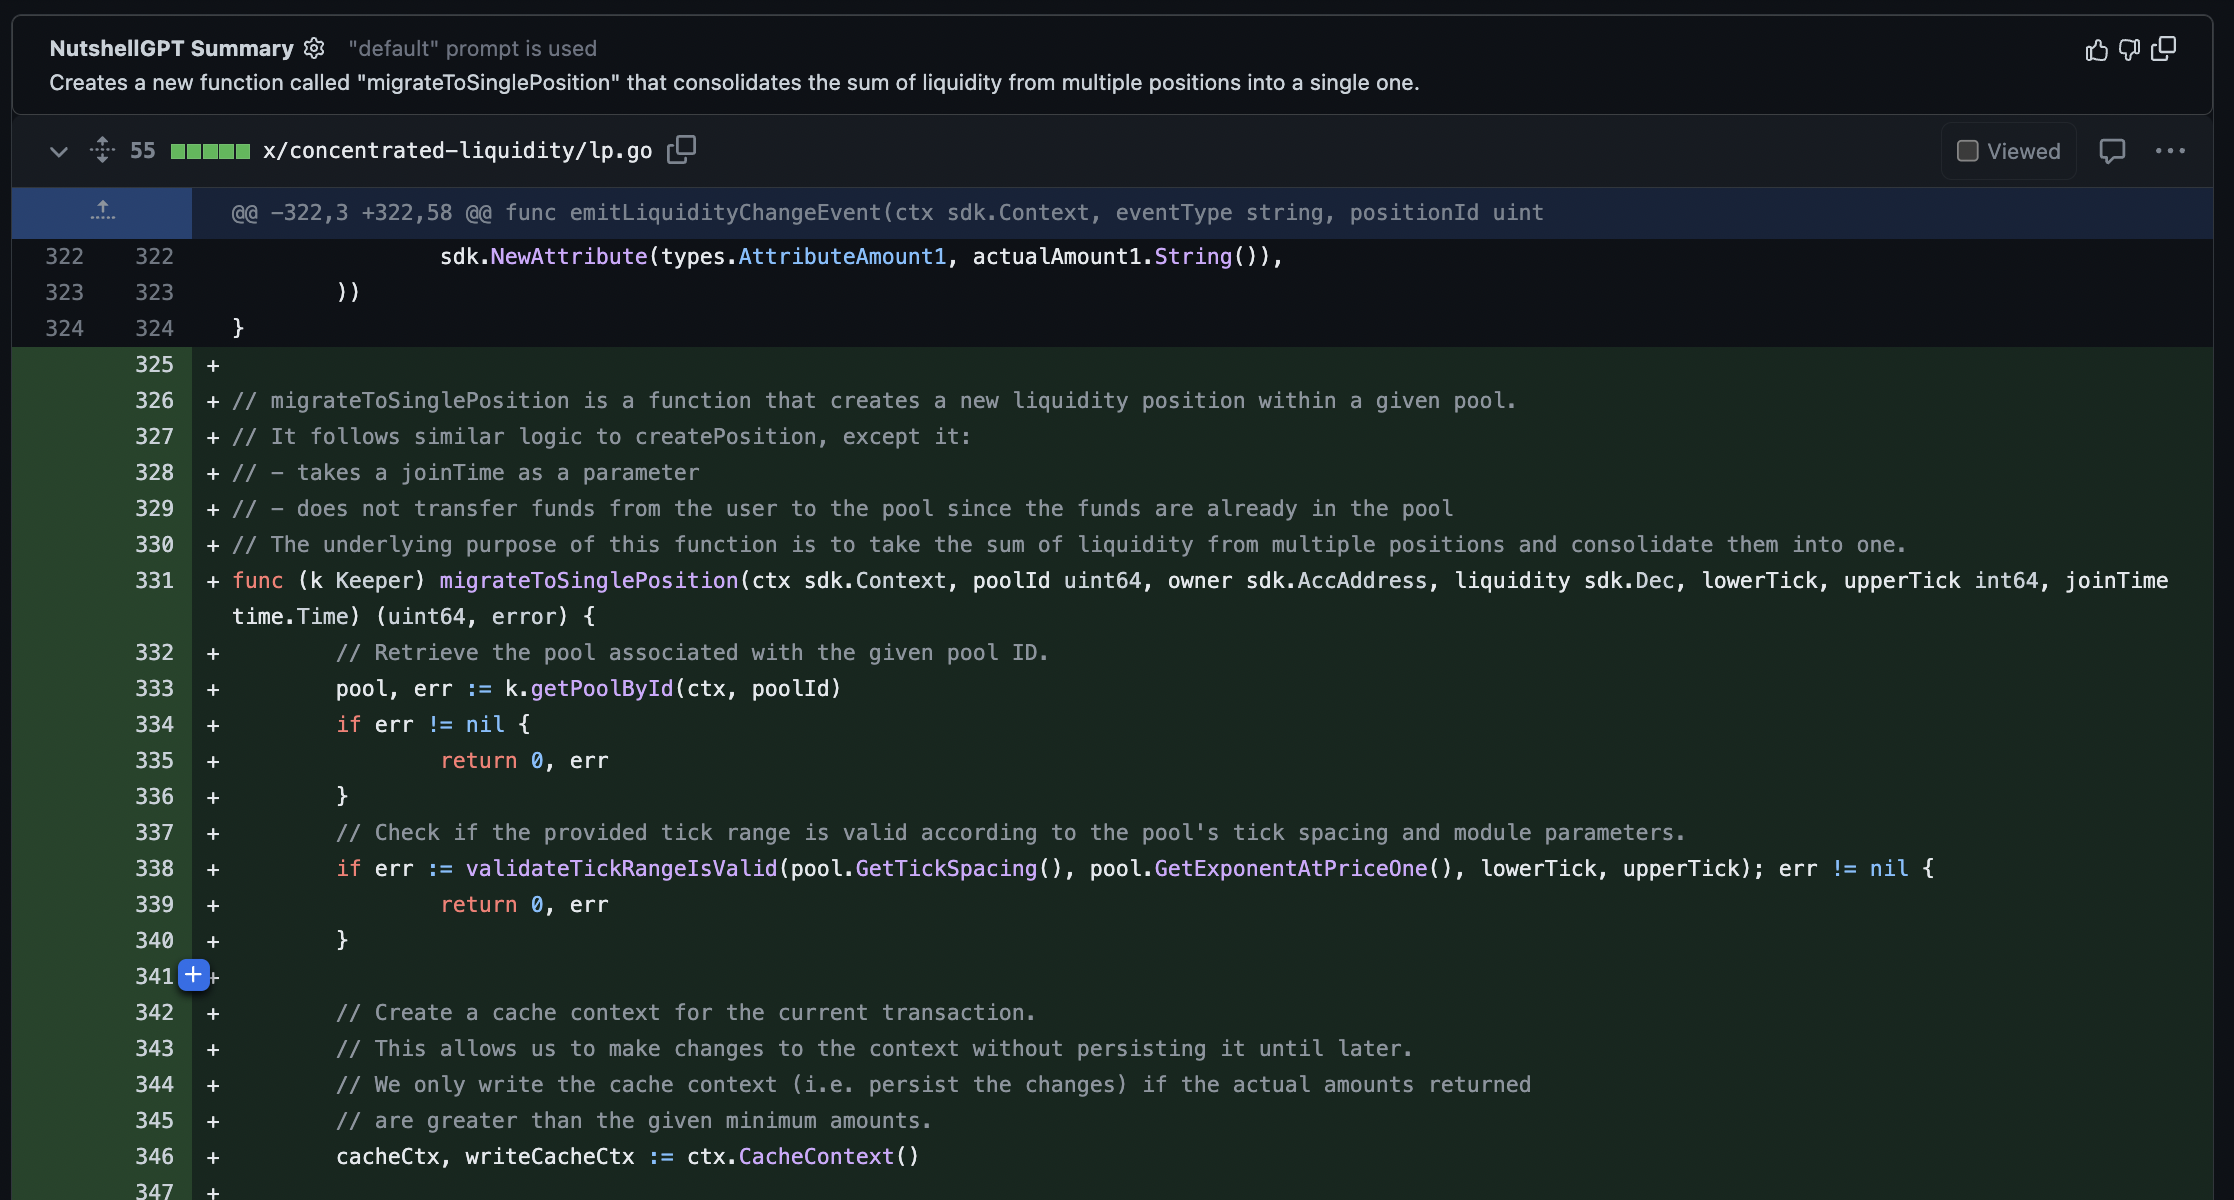 NutshellGPT Summary "default" prompt is used
Creates a new function called "migrateToSinglePosition" that consolidates the sum of liquidity from multiple positions into a single one.
55 x/concentrated-liquidity/lp.go Viewed
@@ -322,3 +322,58 @@ func emitLiquidityChangeEvent(ctx sdk.Context, eventType string, positionId uint
322 322 sdk.NewAttribute(types.AttributeAmount1, actualAmount1.String()),
323 323 ))
324 324 }
325 +
326 + // migrateToSinglePosition is a function that creates a new liquidity position within a given pool.
327 + // It follows similar logic to createPosition, except it:
328 + // - takes a joinTime as a parameter
329 + // - does not transfer funds from the user to the pool since the funds are already in the pool
330 + // The underlying purpose of this function is to take the sum of liquidity from multiple positions and consolidate them into one.
331 + func (k Keeper) migrateToSinglePosition(ctx sdk.Context, poolId uint64, owner sdk.AccAddress, liquidity sdk.Dec, lowerTick, upperTick int64, joinTime
time.Time) (uint64, error) {
332 + // Retrieve the pool associated with the given pool ID.
333 + pool, err := k.getPoolById(ctx, poolId)
334 + if err != nil {
335 + return 0, err
336 + }
337 + // Check if the provided tick range is valid according to the pool's tick spacing and module parameters.
338 + if err := validateTickRangeIsValid(pool.GetTickSpacing(), pool.GetExponentAtPriceOne(), lowerTick, upperTick); err != nil {
339 + return 0, err
340 + }
341 + +
342 + // Create a cache context for the current transaction.
343 + // This allows us to make changes to the context without persisting it until later.
344 + // We only write the cache context (i.e. persist the changes) if the actual amounts returned
345 + // are greater than the given minimum amounts.
346 + cacheCtx, writeCacheCtx := ctx.CacheContext()
347 +